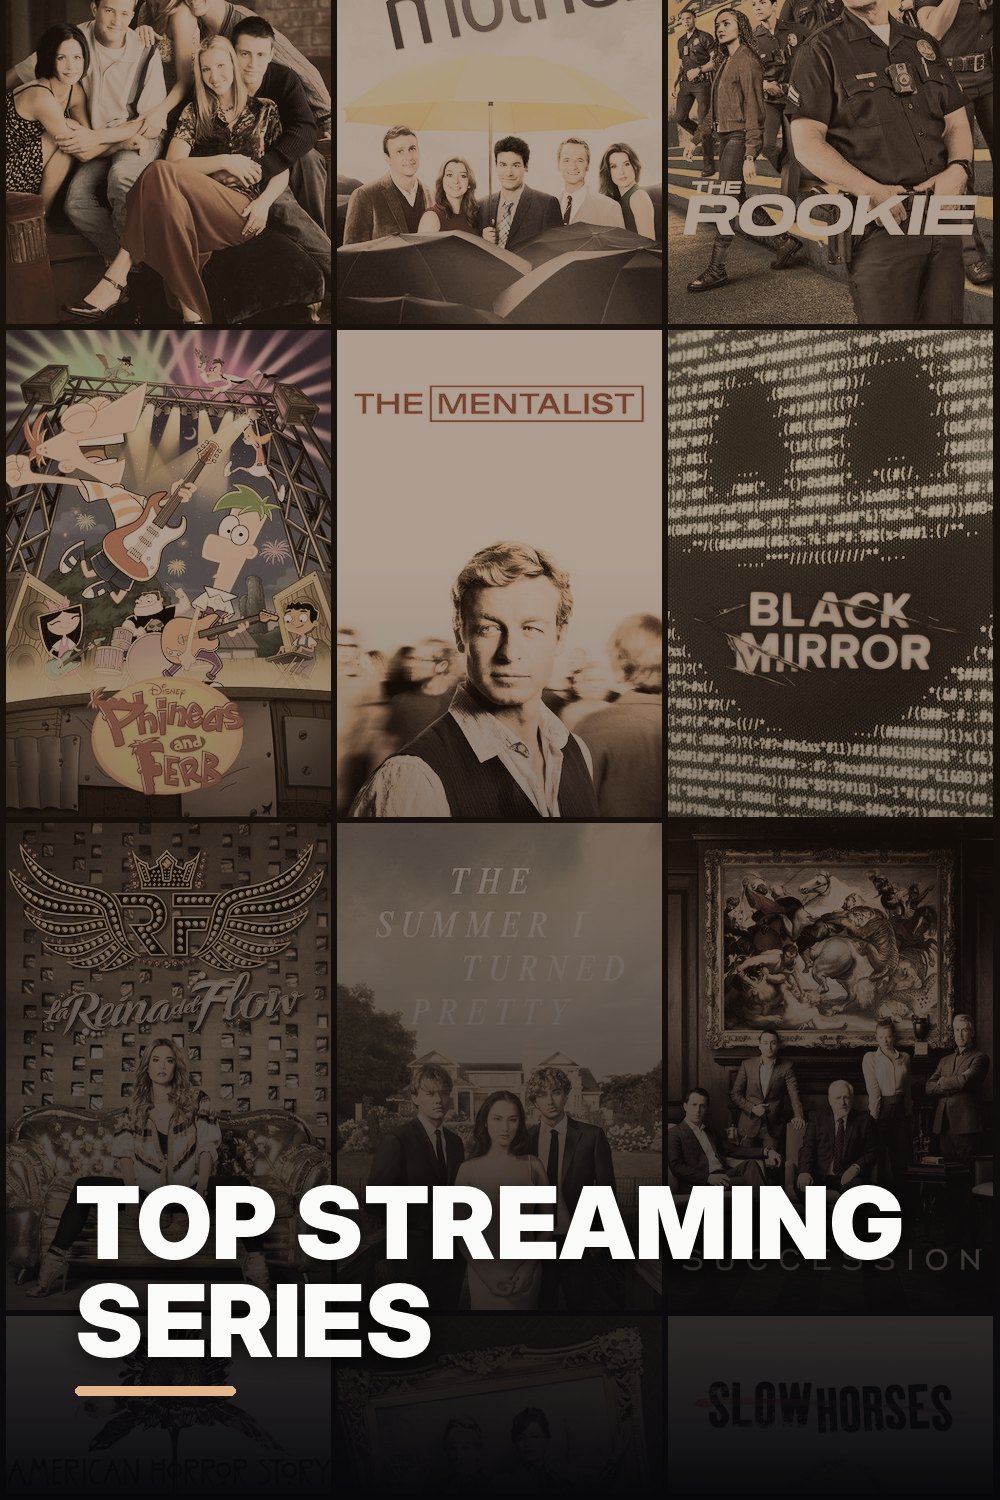 mother
THE
ROOKIE
THE MENTALIST
BLACK
MIRROR
Disney
Phineas
and
FERB
RF
la Reina del Flow
THE
SUMMER I
TURNED
PRETTY
SUCCESSION
TOP STREAMING
SERIES
SLOW HORSES
AMERICAN HORROR STORY